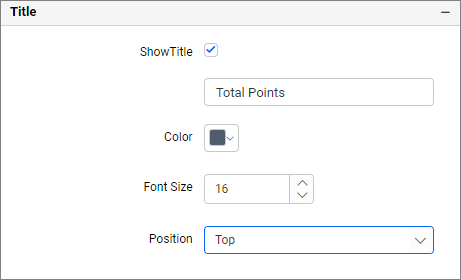 Title
ShowTitle
Total Points
Color
Font Size 16
Position Top